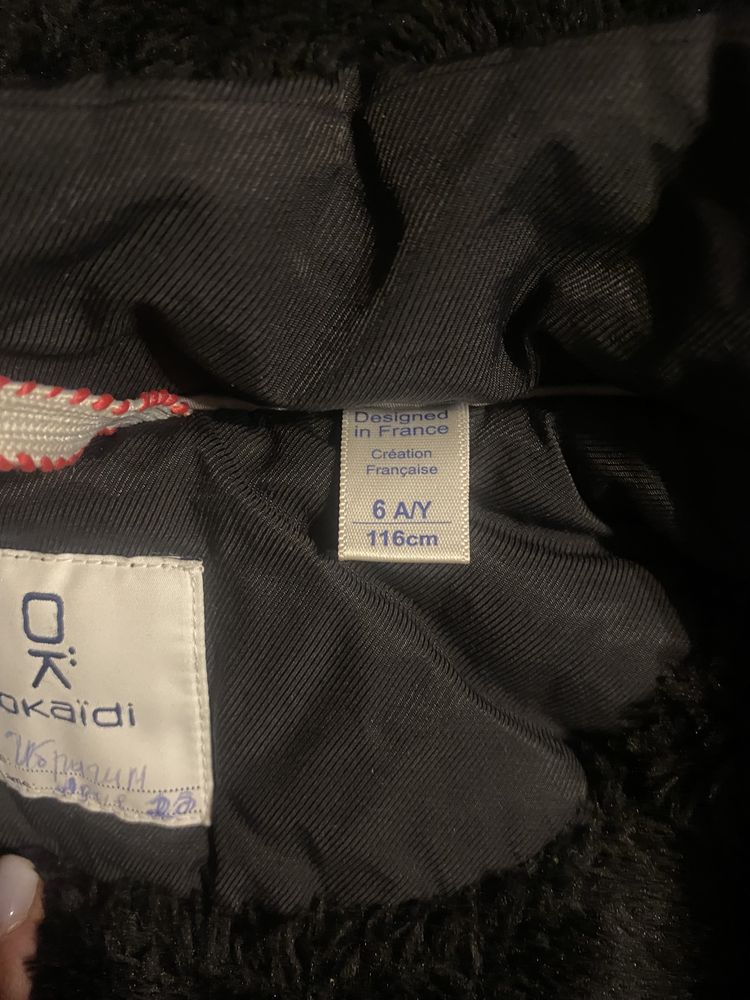 Designed
in France
Création
Française
6 A/Y
116cm
OK
okaïdi